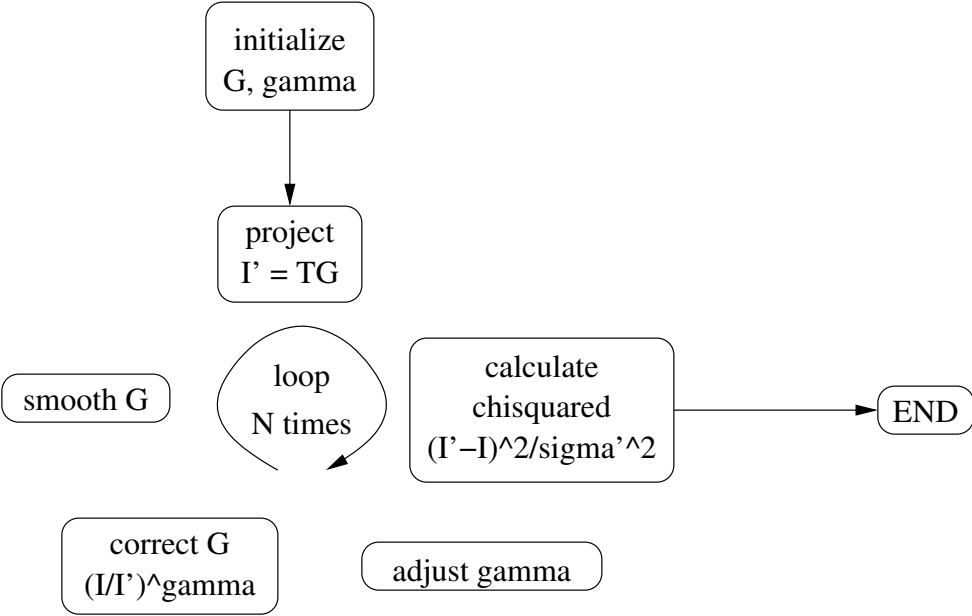 initialize
G, gamma
project
I’ = TG
loop
N times
calculate
chisquared
(I’−I)^2/sigma’^2
END
adjust gamma
correct G
(I/I’)^gamma
smooth G